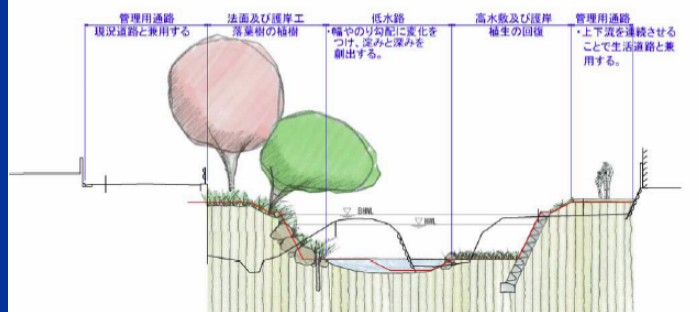 管理用通路
現況道路と兼用する
法面及び護岸工
落葉樹の植樹
低水路
・幅やのり勾配に変化を
つけ、淀みと深みを
創出する。
高水敷及び護岸
植生の回復
管理用通路
・上下流を連続させる
ことで生活道路と兼
用する。
HWL